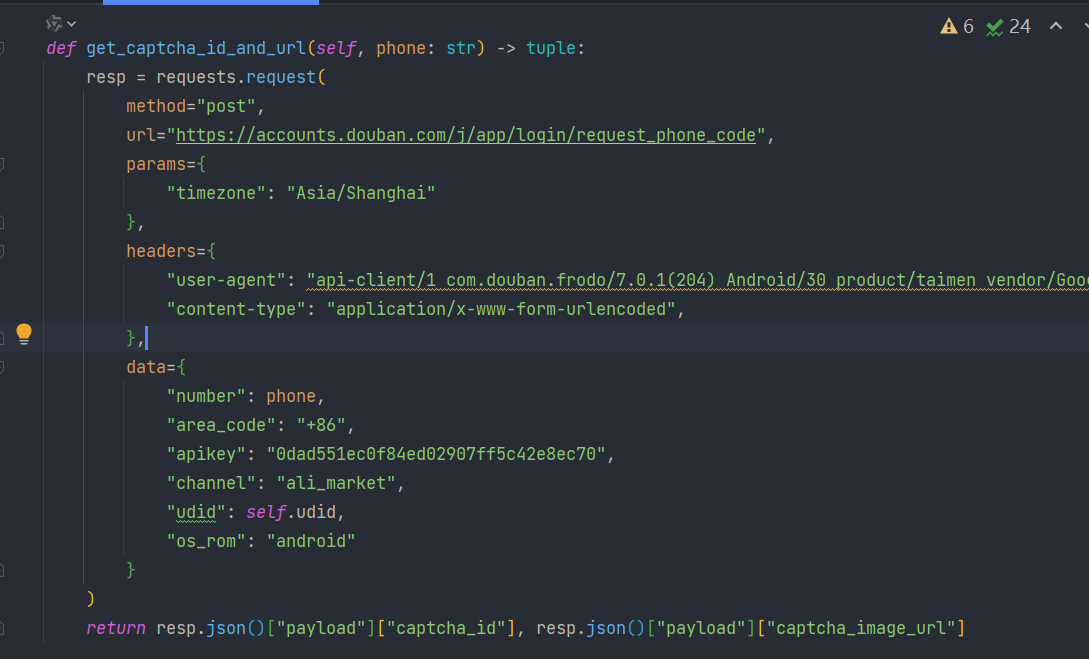 6 24
def get_captcha_id_and_url(self, phone: str) -> tuple:
    resp = requests.request(
        method="post",
        url="https://accounts.douban.com/j/app/login/request_phone_code",
        params={
            "timezone": "Asia/Shanghai"
        },
        headers={
            "user-agent": "api-client/1 com.douban.frodo/7.0.1(204) Android/30 product/taimen vendor/Goo
            "content-type": "application/x-www-form-urlencoded",
        },
        data={
            "number": phone,
            "area_code": "+86",
            "apikey": "0dad551ec0f84ed02907ff5c42e8ec70",
            "channel": "ali_market",
            "udid": self.udid,
            "os_rom": "android"
        }
    )
    return resp.json()["payload"]["captcha_id"], resp.json()["payload"]["captcha_image_url"]